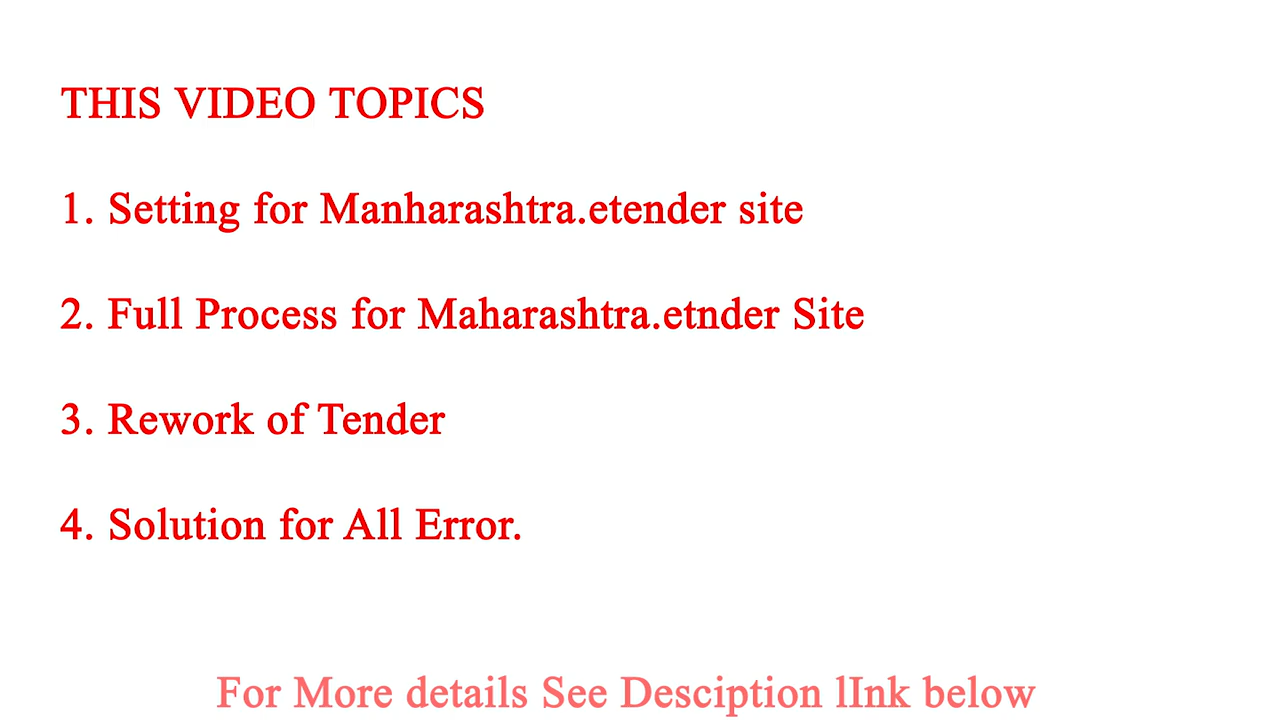 THIS VIDEO TOPICS
1. Setting for Manharashtra.etender site
2. Full Process for Maharashtra.etnder Site
3. Rework of Tender
4. Solution for All Error.
For More details See Desciption lInk below